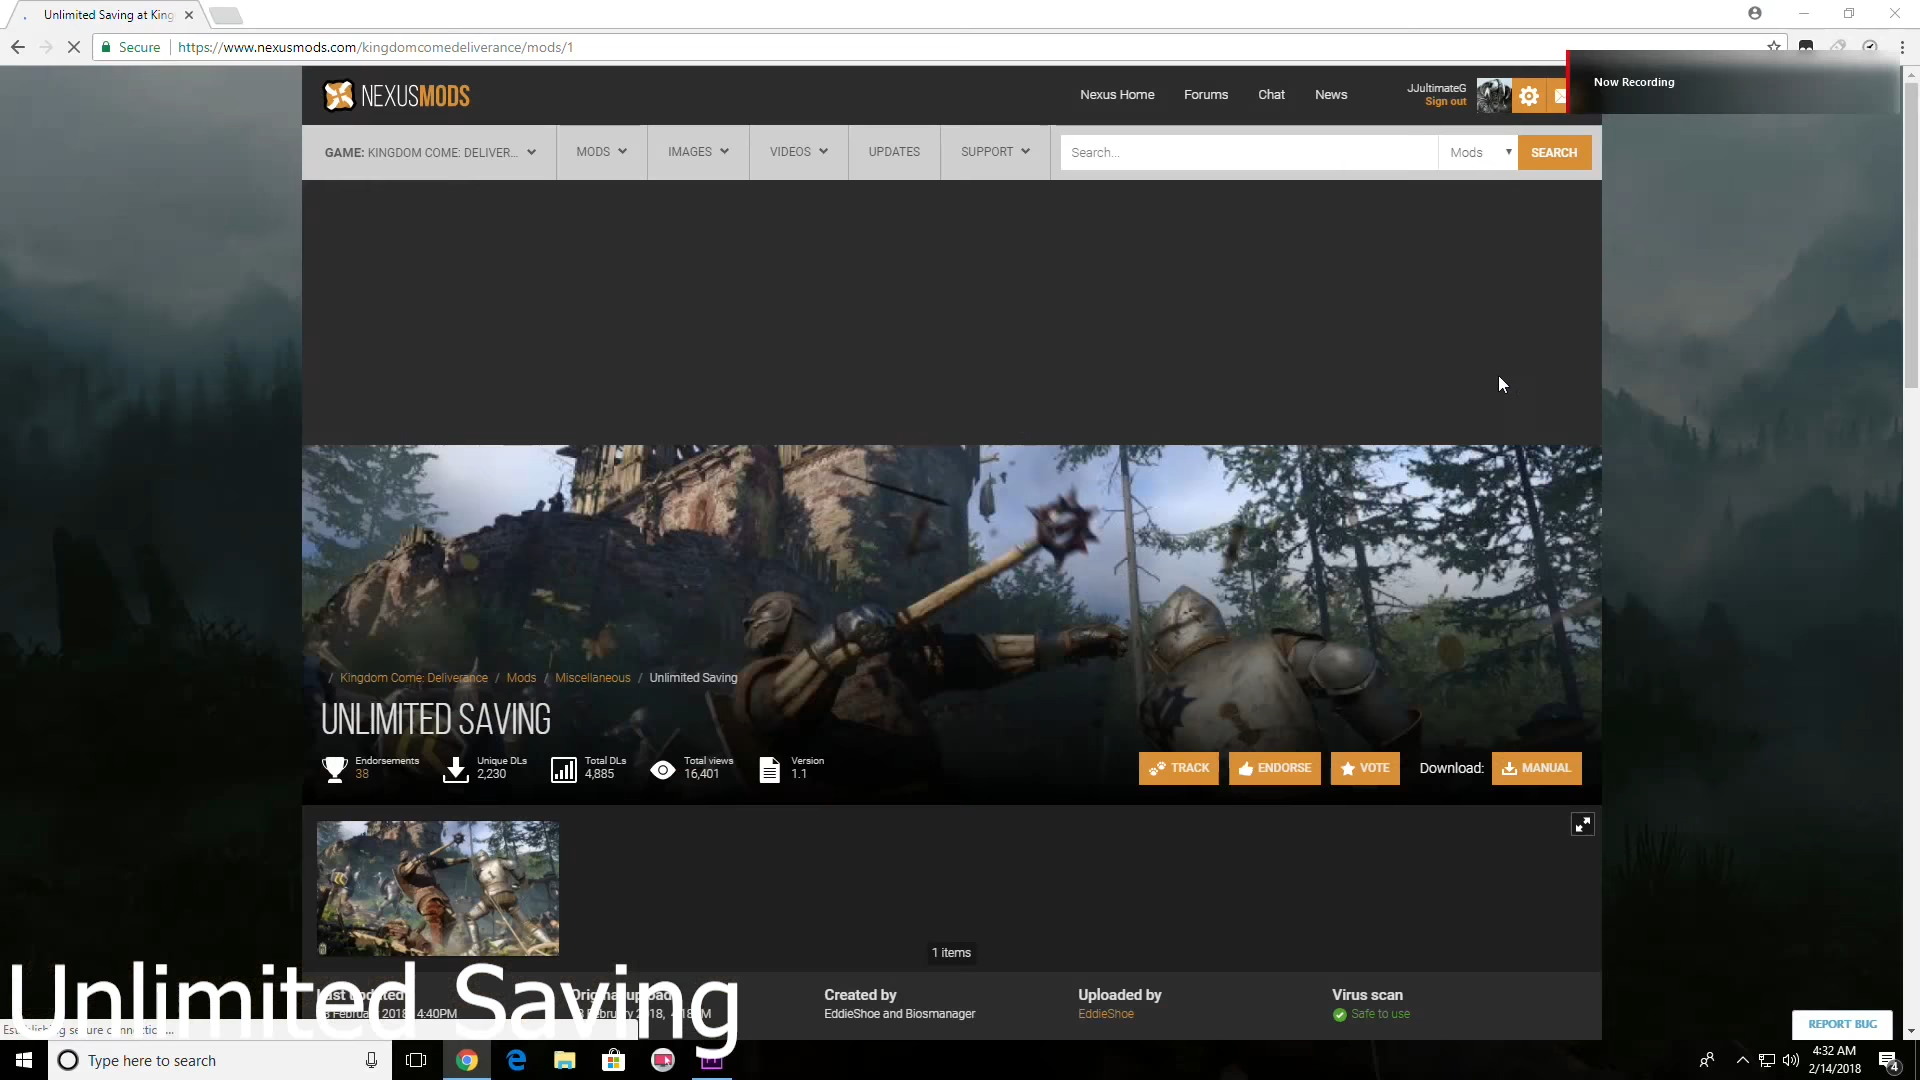 Unlimited Saving at King
Secure https://www.nexusmods.com/kingdomcomedeliverance/mods/1
Now Recording
NEXUSMODS
Nexus Home Forums Chat News
JJultimateG
Sign out
GAME: KINGDOM COME: DELIVER... MODS IMAGES VIDEOS UPDATES SUPPORT Search... Mods SEARCH
/ Kingdom Come: Deliverance / Mods / Miscellaneous / Unlimited Saving
UNLIMITED SAVING
Endorsements Unique DLs Total DLs Total views Version
38 2,230 4,885 16,401 1.1
TRACK ENDORSE VOTE Download: MANUAL
1 items
Unlimited Saving
Created by Uploaded by Virus scan
February 4:40PM EddieShoe and Biosmanager EddieShoe Safe to use
REPORT BUG
Type here to search
4:32 AM
2/14/2018
4